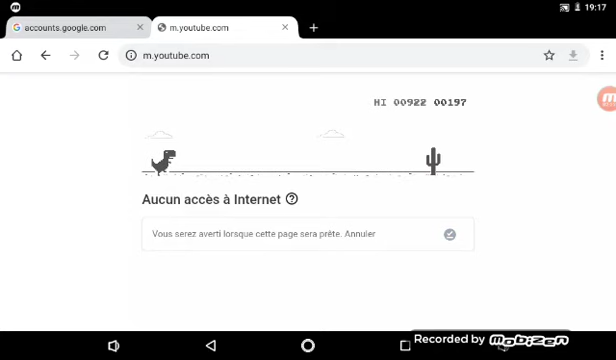 19:17
accounts.google.com
m.youtube.com
m.youtube.com
HI 00922 00197
Aucun accès à Internet
Vous serez averti lorsque cette page sera prête. Annuler
Recorded by mobizen